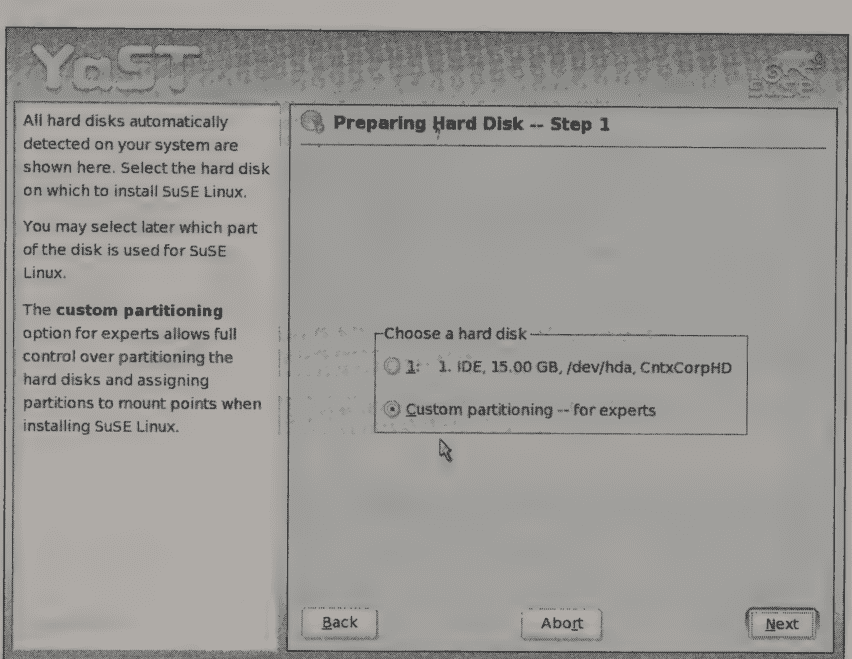 YaST
All hard disks automatically
detected on your system are
shown here. Select the hard disk
on which to install SuSE Linux.
You may select later which part
of the disk is used for SuSE
Linux.
The custom partitioning
option for experts allows full
control over partitioning the
hard disks and assigning
partitions to mount points when
installing SuSE Linux.
Preparing Hard Disk -- Step 1
Choose a hard disk
1: 1. IDE, 15.00 GB, /dev/hda, CntxCorpHD
Custom partitioning -- for experts
Back
Abort
Next